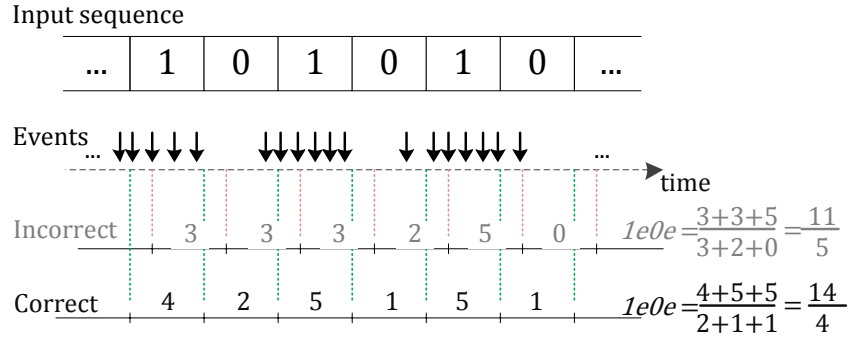 Input sequence
... 1 0 1 0 1 0 ...
Events
... ...
time
Incorrect 3 3 3 2 5 0 1e0e = 3+3+5 / 3+2+0 = 11 / 5
Correct 4 2 5 1 5 1 1e0e = 4+5+5 / 2+1+1 = 14 / 4